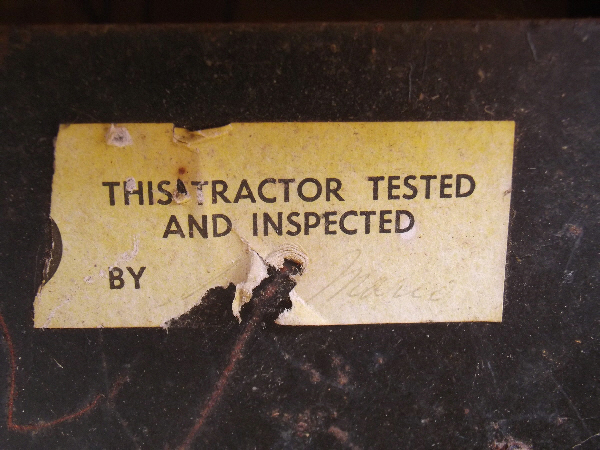 THIS TRACTOR TESTED
AND INSPECTED
BY